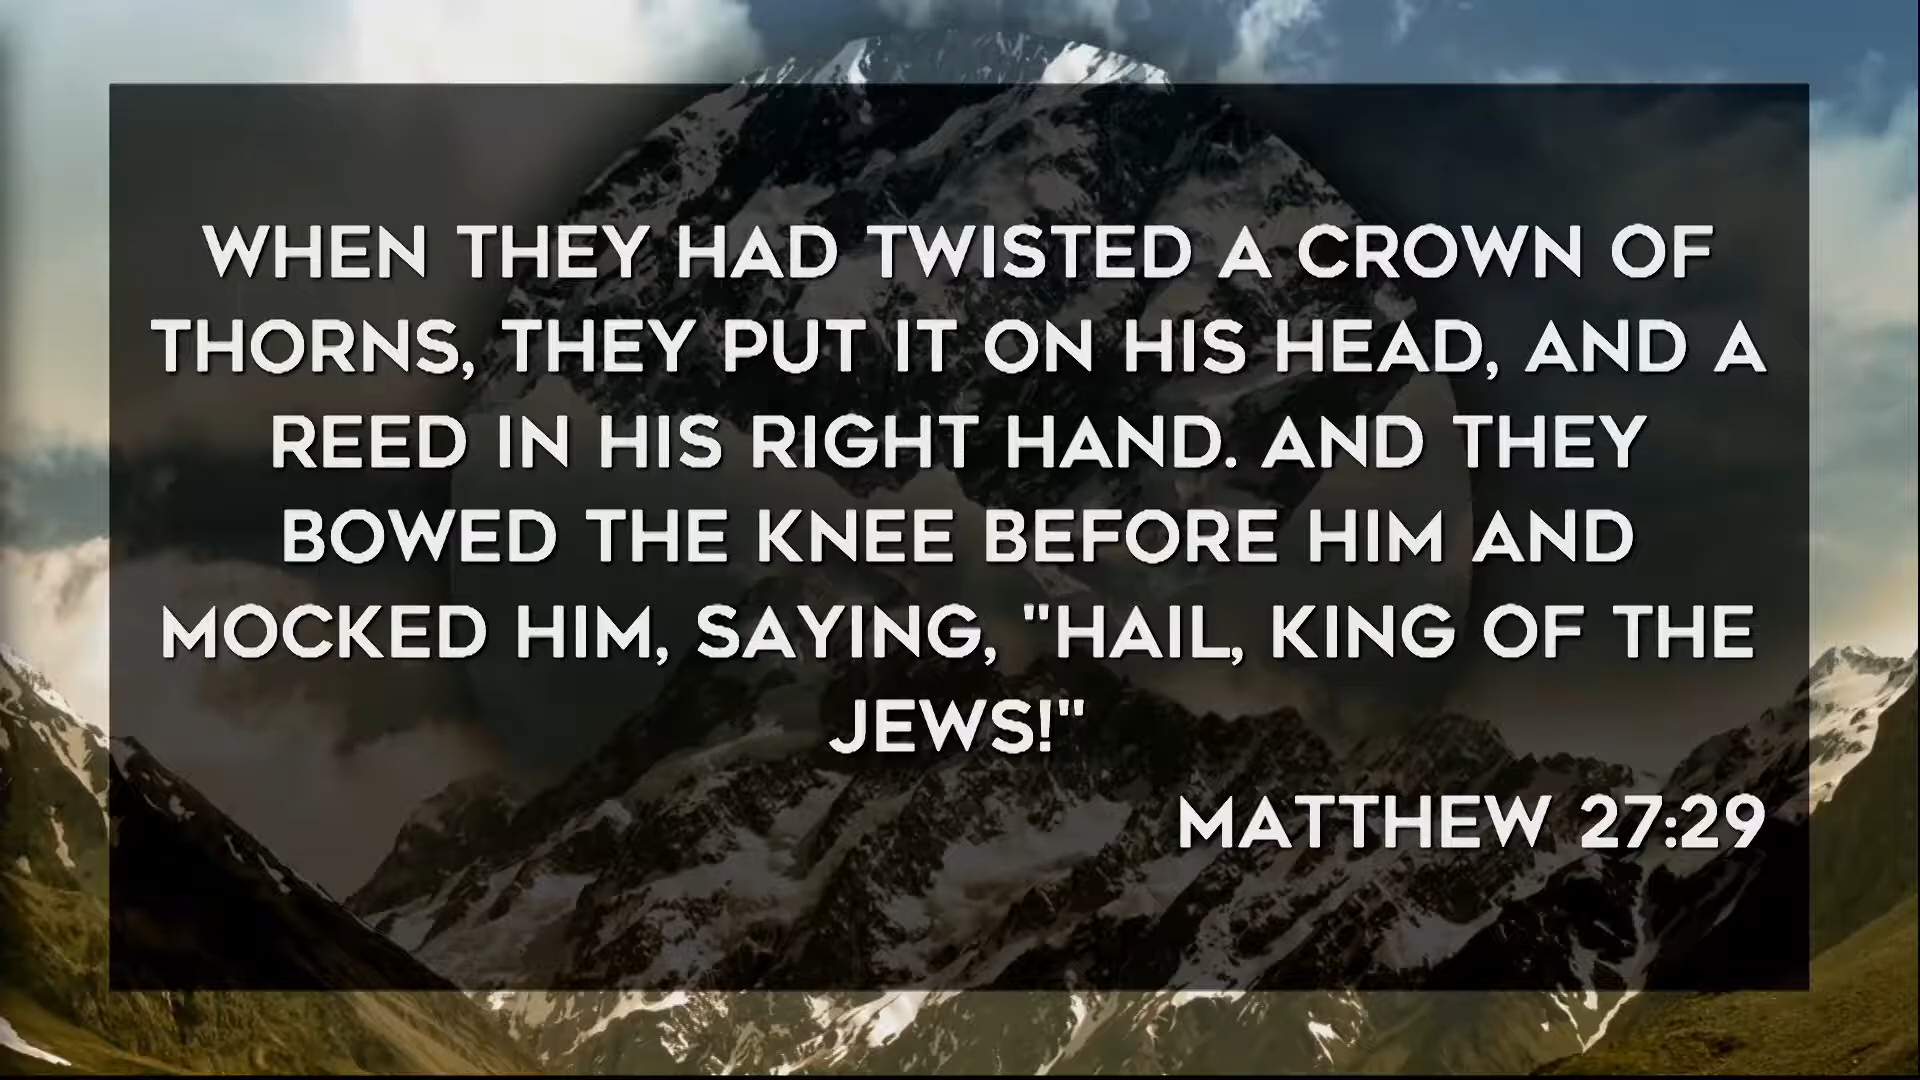 WHEN THEY HAD TWISTED A CROWN OF
THORNS, THEY PUT IT ON HIS HEAD, AND A
REED IN HIS RIGHT HAND. AND THEY
BOWED THE KNEE BEFORE HIM AND
MOCKED HIM, SAYING, "HAIL, KING OF THE
JEWS!"
MATTHEW 27:29